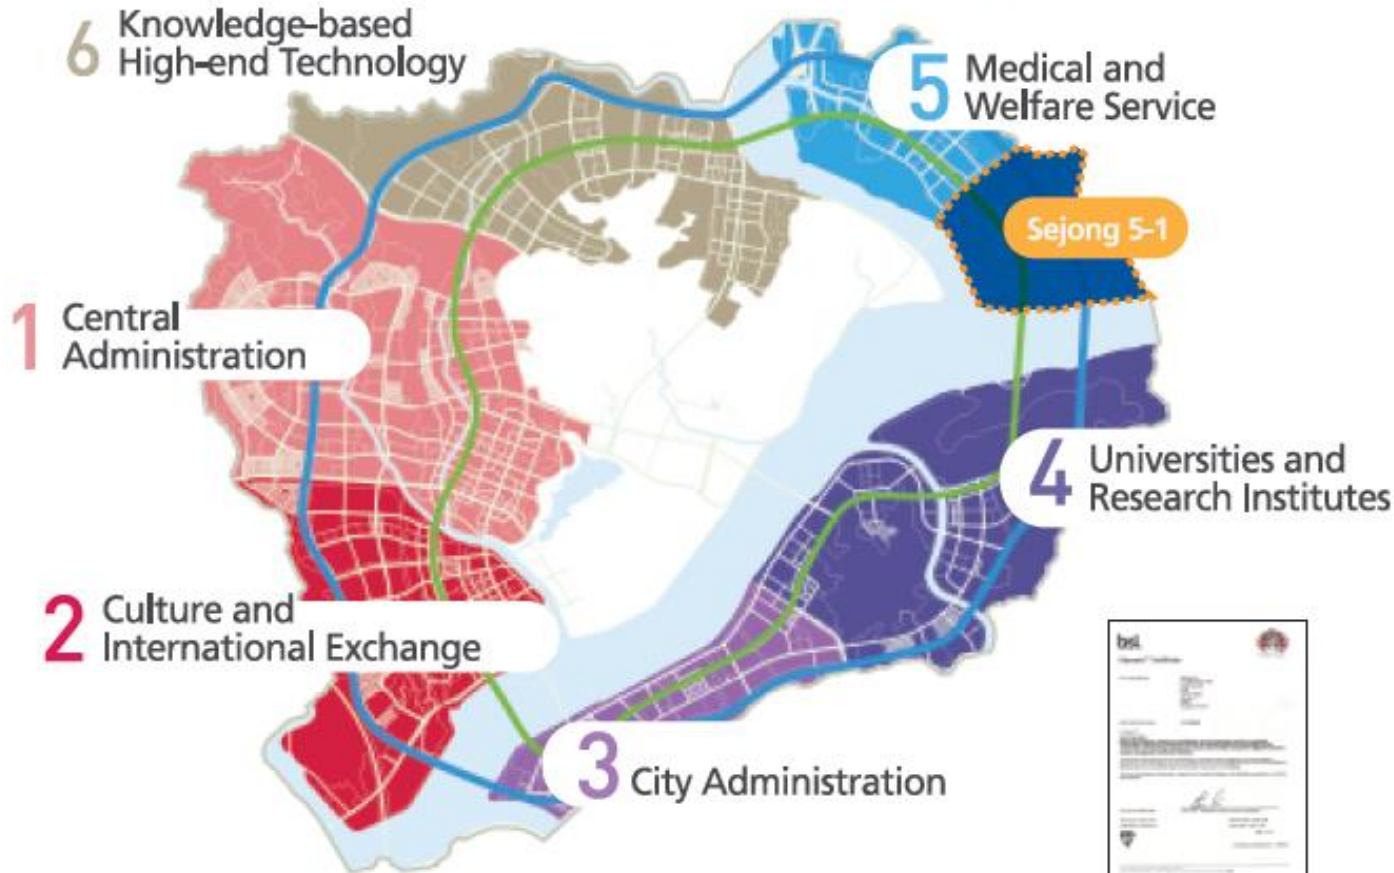 6 Knowledge-based
High-end Technology
5 Medical and
Welfare Service
Sejong 5-1
1 Central
Administration
4 Universities and
Research Institutes
2 Culture and
International Exchange
3 City Administration
bsi.